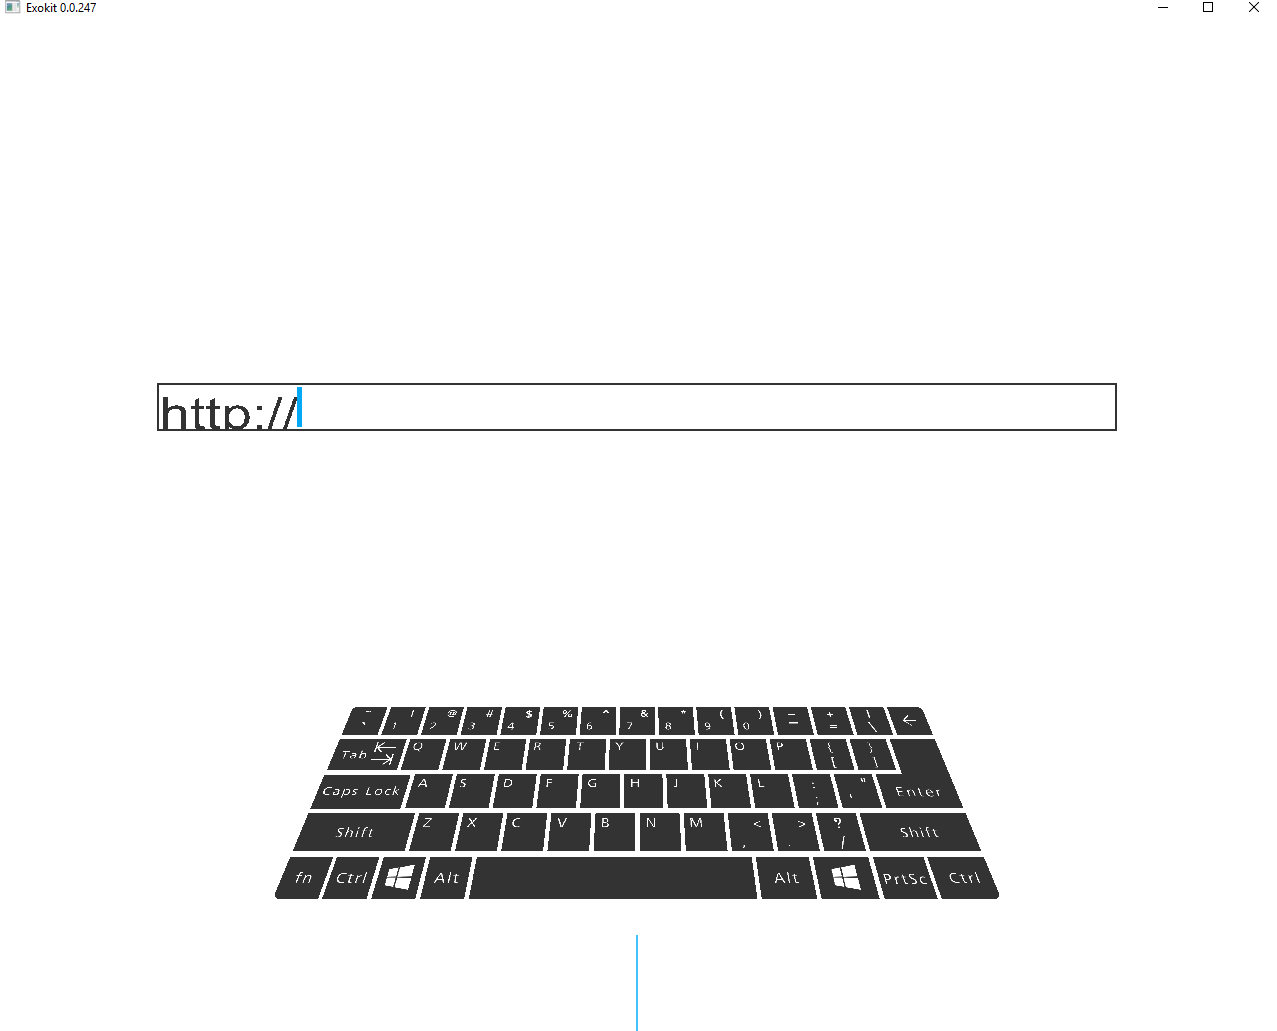 Exokit 0.0.247
http://
~ ! @ # $ % ^ & * ( ) _ + |
` 1 2 3 4 5 6 7 8 9 0 – = \ ←
Tab Q W E R T Y U I O P { [ } ]
Caps Lock A S D F G H J K L : ; " ' Enter
Shift Z X C V B N M < , > . ? / Shift
fn Ctrl Alt Alt PrtSc Ctrl